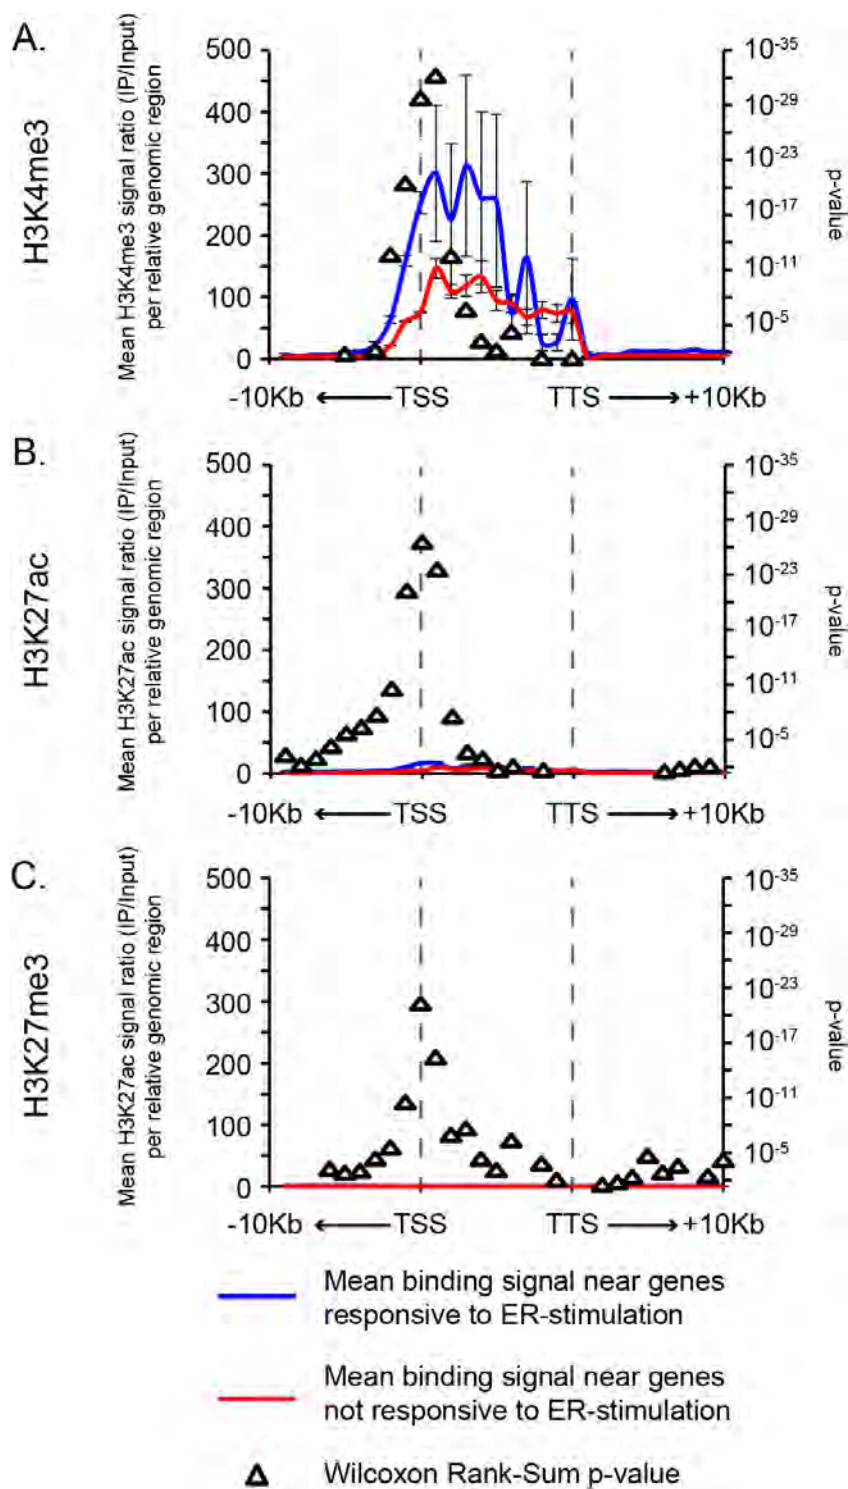 A.
H3K4me3
Mean H3K4me3 signal ratio (IP/Input)
per relative genomic region
500
400
300
200
100
0
10-35
10-29
10-23
10-17
10-11
10-5
p-value
-10Kb ← TSS TTS → +10Kb
B.
H3K27ac
Mean H3K27ac signal ratio (IP/Input)
per relative genomic region
500
400
300
200
100
0
10-35
10-29
10-23
10-17
10-11
10-5
p-value
-10Kb ← TSS TTS → +10Kb
C.
H3K27me3
Mean H3K27ac signal ratio (IP/Input)
per relative genomic region
500
400
300
200
100
0
10-35
10-29
10-23
10-17
10-11
10-5
p-value
-10Kb ← TSS TTS → +10Kb
Mean binding signal near genes
responsive to ER-stimulation
Mean binding signal near genes
not responsive to ER-stimulation
Wilcoxon Rank-Sum p-value